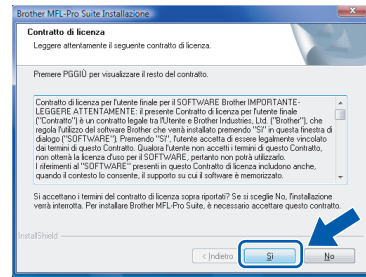 Brother MFL-Pro Suite Installazione
Contratto di licenza
Leggere attentamente il seguente contratto di licenza.
Premere PGGIÙ per visualizzare il resto del contratto.
Contratto di licenza per l'utente finale per il SOFTWARE Brother IMPORTANTE-
LEGGERE ATTENTAMENTE: il presente Contratto di licenza per l'utente finale
("Contratto") è un contratto legale tra l'Utente e Brother Industries, Ltd. ("Brother"), che
regola l'utilizzo del software Brother che verrà installato premendo "SI" in questa finestra di
dialogo ("SOFTWARE"). Premendo "SI", l'utente accetta di essere legalmente vincolato
dai termini di questo Contratto. Qualora l'utente non accetti i termini di questo Contratto,
non otterrà la licenza d'uso per il SOFTWARE, pertanto non potrà utilizzarlo.
I riferimenti al "SOFTWARE" presenti in questo Contratto di licenza includono anche,
quando il contesto lo consente, il supporto su cui il software è memorizzato.
Si accettano i termini del contratto di licenza sopra riportati? Se si sceglie No, l'installazione
verrà interrotta. Per installare Brother MFL-Pro Suite, è necessario accettare questo contratto.
InstallShield
< Indietro
Sì
No